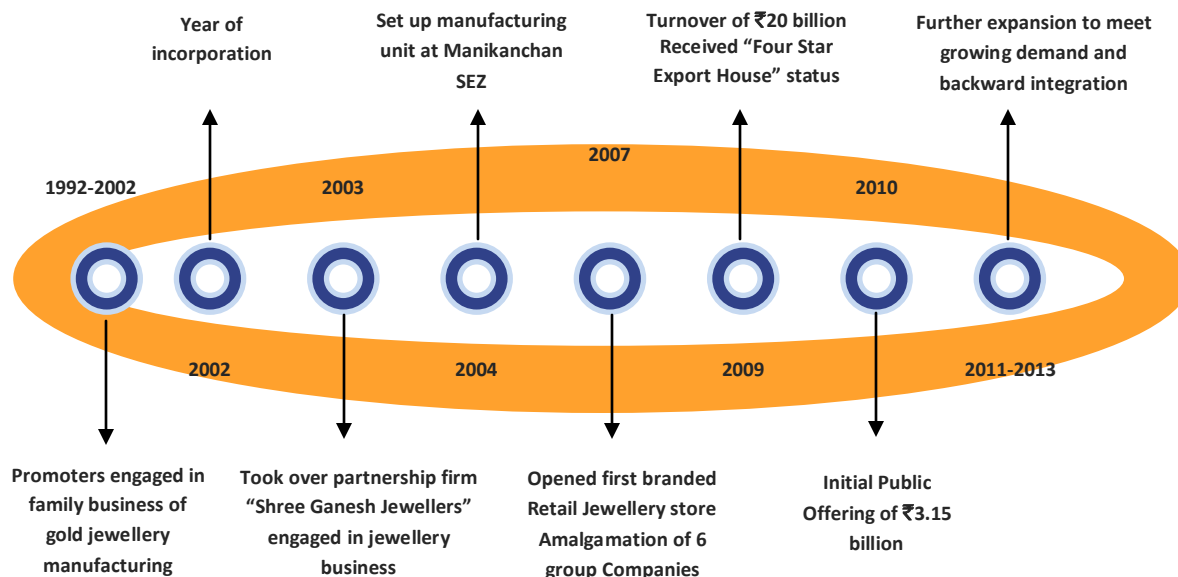 Year of
incorporation
Set up manufacturing
unit at Manikanchan
SEZ
Turnover of ₹20 billion
Received “Four Star
Export House” status
Further expansion to meet
growing demand and
backward integration
1992-2002
2003
2007
2010
2002
2004
2009
2011-2013
Promoters engaged in
family business of
gold jewellery
manufacturing
Took over partnership firm
“Shree Ganesh Jewellers”
engaged in jewellery
business
Opened first branded
Retail Jewellery store
Amalgamation of 6
group Companies
Initial Public
Offering of ₹3.15
billion